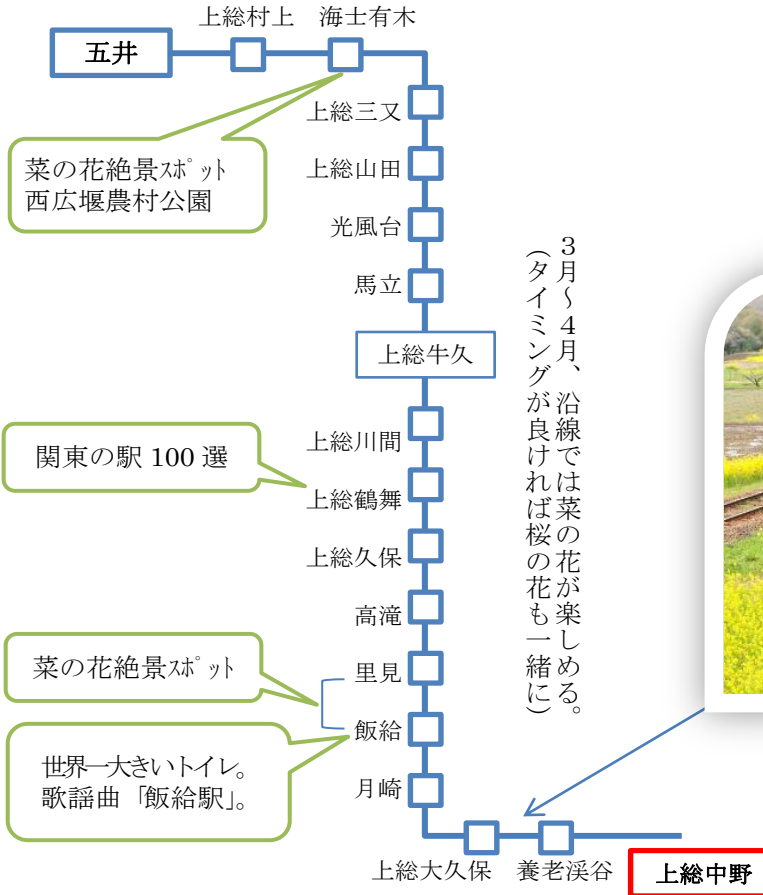 上総村上 海士有木
五井
上総三又
菜の花絶景ｽﾎﾟｯﾄ
西広堰農村公園
上総山田
光風台
馬立
３月～４月、沿線では菜の花が楽しめる。
（タイミングが良ければ桜の花も一緒に）
上総牛久
上総川間
関東の駅 100 選
上総鶴舞
上総久保
高滝
菜の花絶景ｽﾎﾟｯﾄ
里見
飯給
世界一大きいトイレ。
歌謡曲「飯給駅」。
月崎
上総大久保 養老渓谷
上総中野